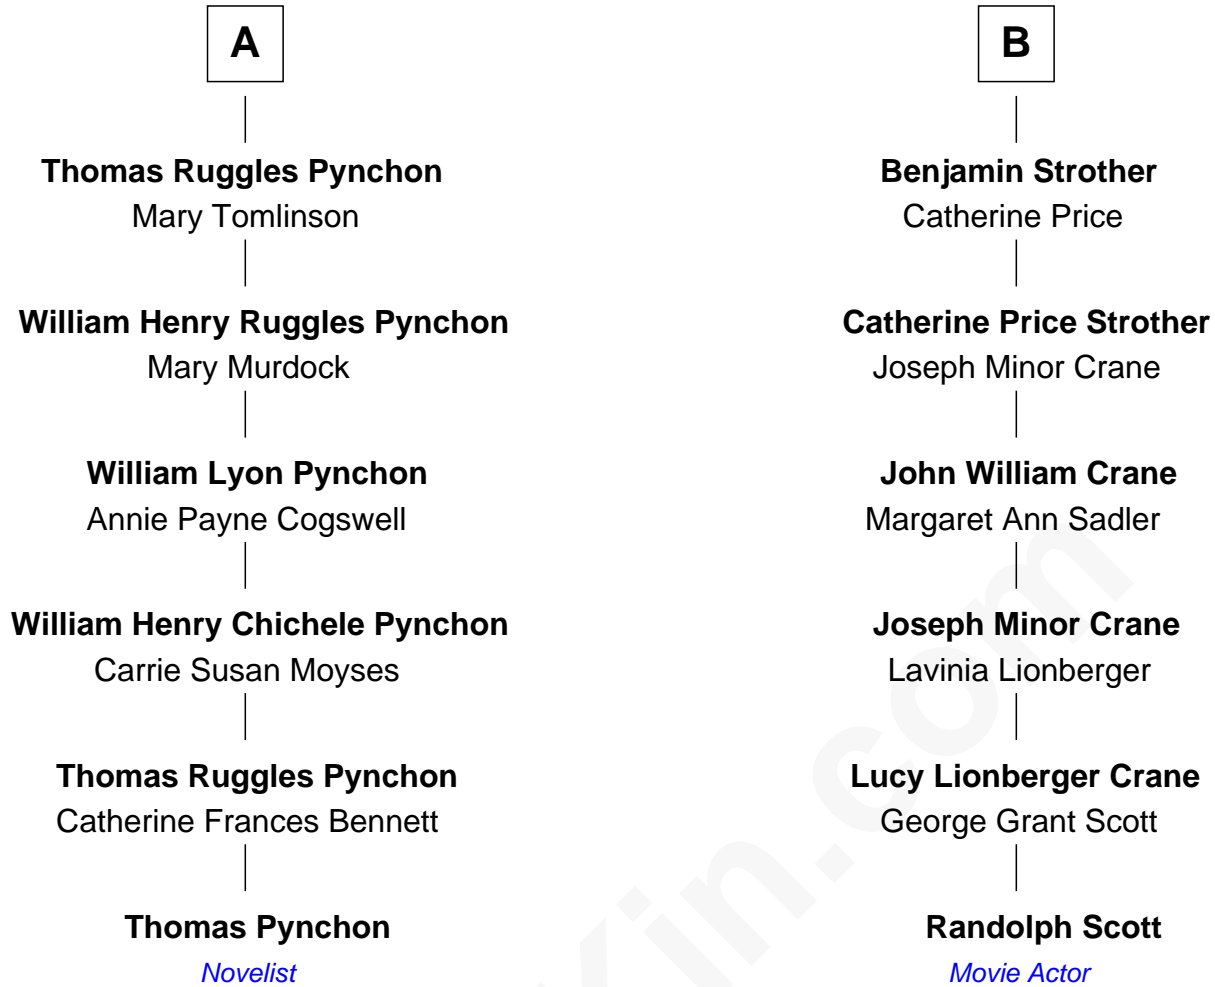 A
Thomas Ruggles Pynchon
Mary Tomlinson
William Henry Ruggles Pynchon
Mary Murdock
William Lyon Pynchon
Annie Payne Cogswell
William Henry Chichele Pynchon
Carrie Susan Moyses
Thomas Ruggles Pynchon
Catherine Frances Bennett
Thomas Pynchon
Novelist
B
Benjamin Strother
Catherine Price
Catherine Price Strother
Joseph Minor Crane
John William Crane
Margaret Ann Sadler
Joseph Minor Crane
Lavinia Lionberger
Lucy Lionberger Crane
George Grant Scott
Randolph Scott
Movie Actor
Kin.com